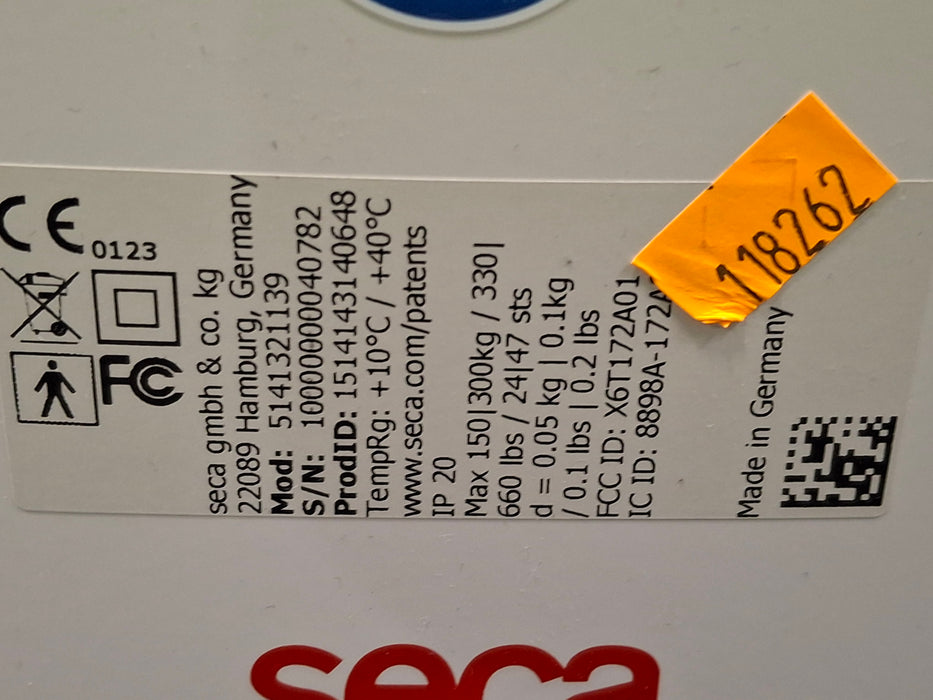 CE 0123
FC
seca gmbh & co. kg
22089 Hamburg, Germany
Mod: 5141321139
S/N: 10000000040782
ProdID: 15141431 40648
TempRg: +10°C / +40°C
www.seca.com/patents
IP 20
Max 150|300kg / 330|
660 lbs / 24|47 sts
d = 0.05 kg | 0.1kg
/ 0.1 lbs | 0.2 lbs
FCC ID: X6T172A01
IC ID: 8898A-172A
Made in Germany
118262
seca